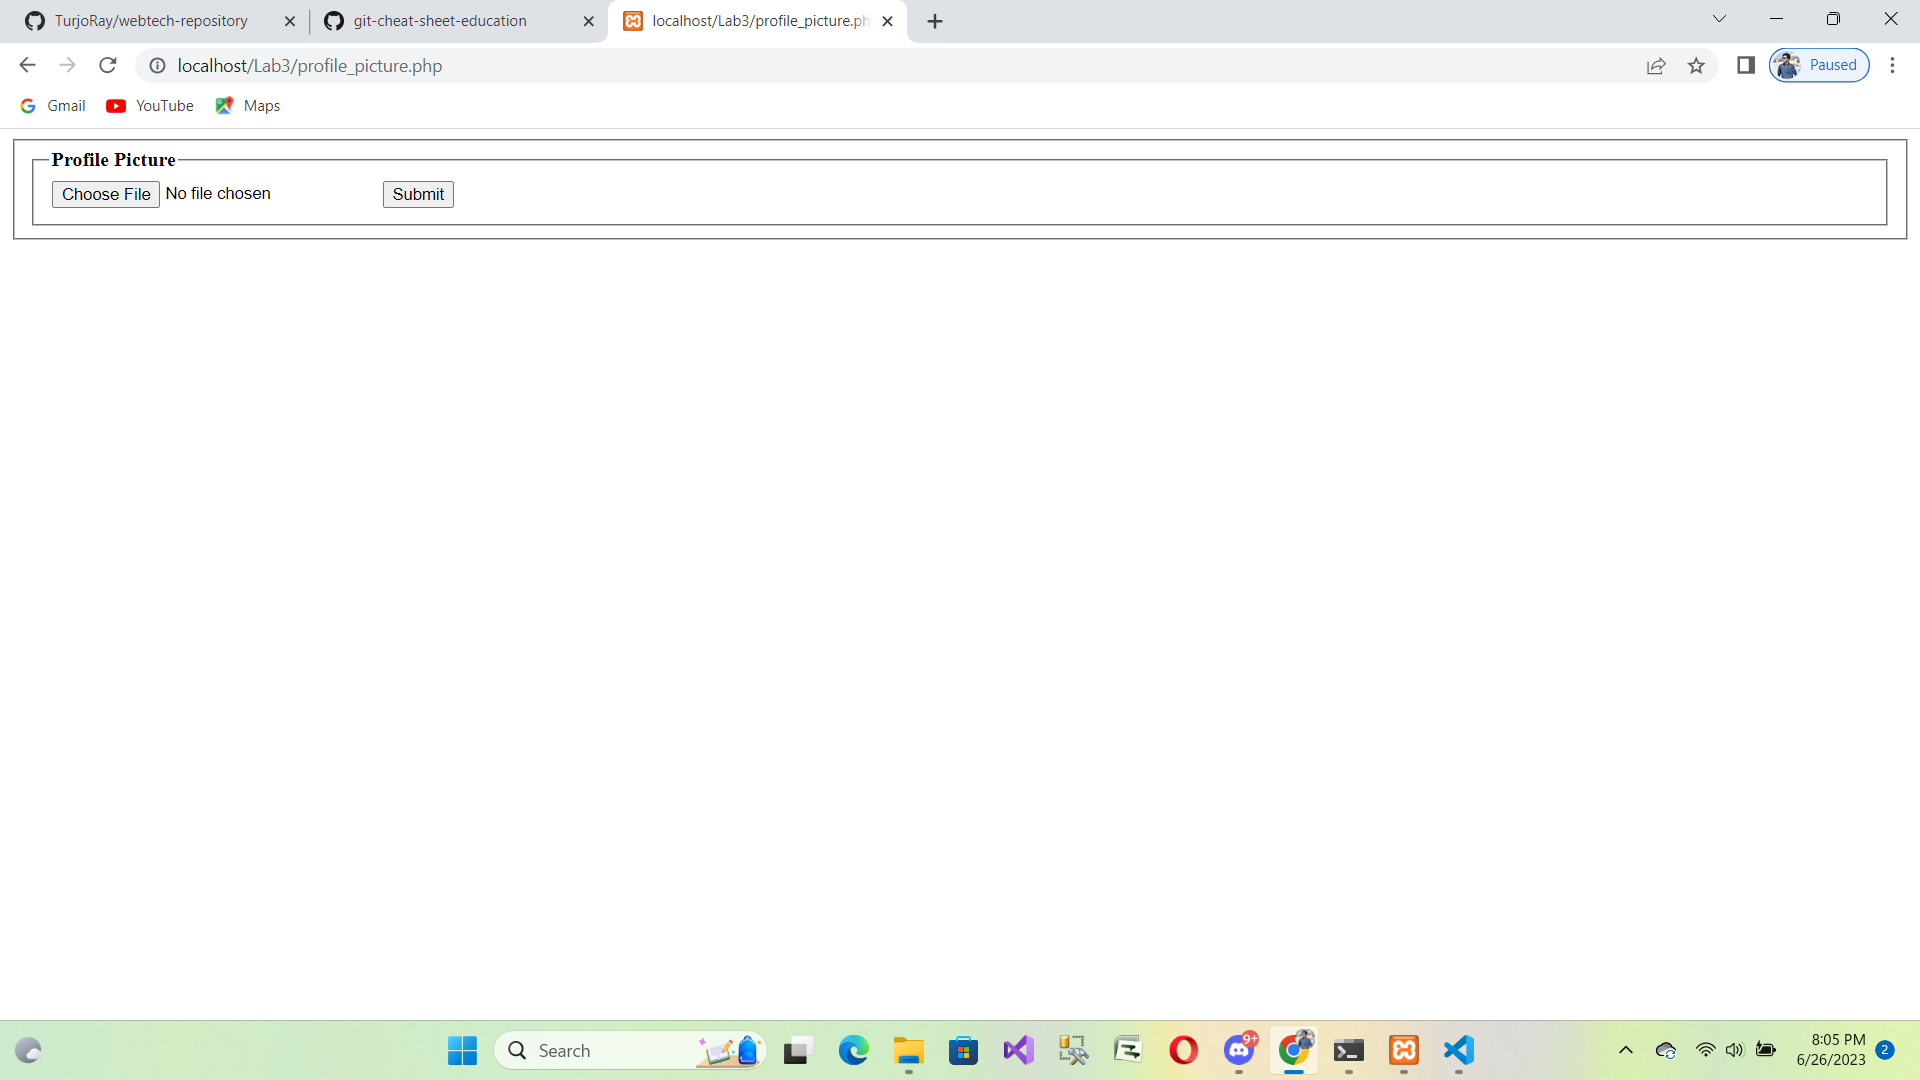 TurjoRay/webtech-repository
git-cheat-sheet-education
localhost/Lab3/profile_picture.ph
localhost/Lab3/profile_picture.php
Paused
Gmail
YouTube
Maps
Profile Picture
Choose File No file chosen
Submit
Search
9+
8:05 PM
6/26/2023
2